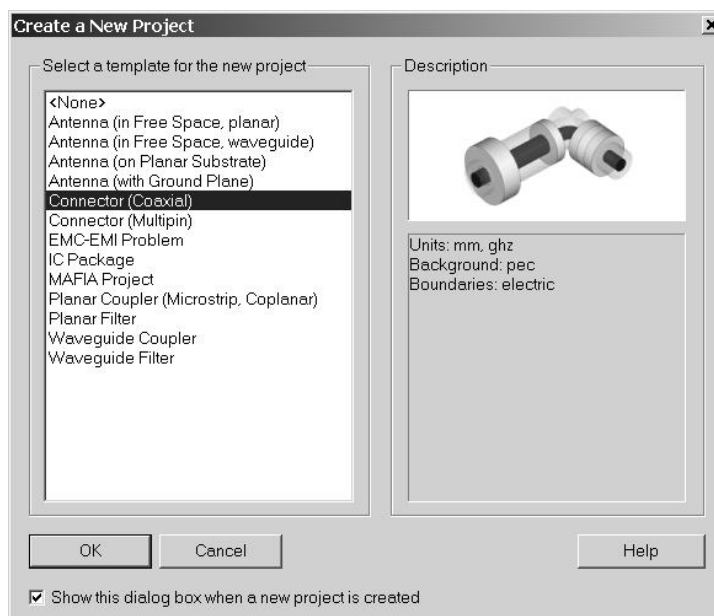 Create a New Project
Select a template for the new project
<None>
Antenna (in Free Space, planar)
Antenna (in Free Space, waveguide)
Antenna (on Planar Substrate)
Antenna (with Ground Plane)
Connector (Coaxial)
Connector (Multipin)
EMC-EMI Problem
IC Package
MAFIA Project
Planar Coupler (Microstrip, Coplanar)
Planar Filter
Waveguide Coupler
Waveguide Filter
Description
Units: mm, ghz
Background: pec
Boundaries: electric
OK
Cancel
Help
Show this dialog box when a new project is created